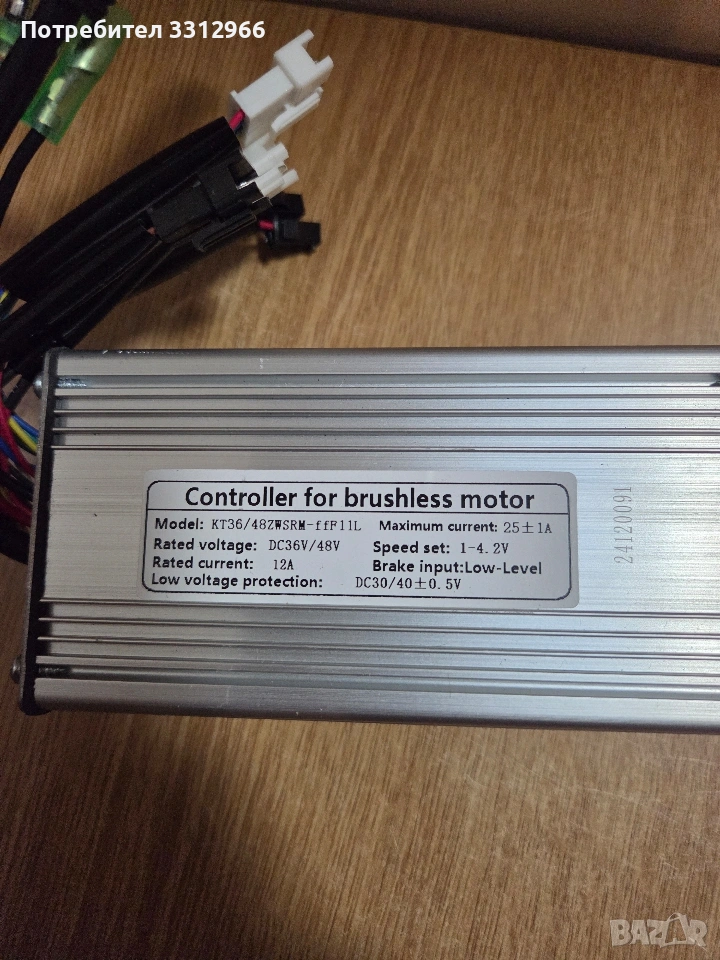 Потребител 3312966
Controller for brushless motor
Model: KT36/48ZWSRM-ffF11L Maximum current: 25±1A
Rated voltage: DC36V/48V Speed set: 1-4.2V
Rated current: 12A Brake input:Low-Level
Low voltage protection: DC30/40±0.5V
24120091
BAZAR